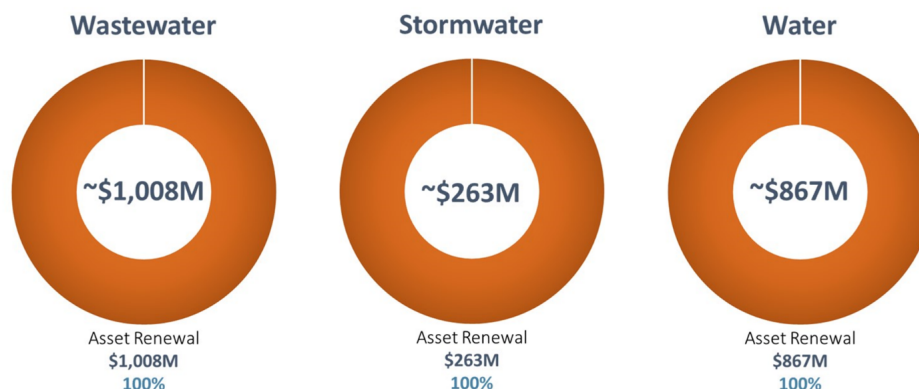 Wastewater
~$1,008M
Asset Renewal
$1,008M
100%
Stormwater
~$263M
Asset Renewal
$263M
100%
Water
~$867M
Asset Renewal
$867M
100%